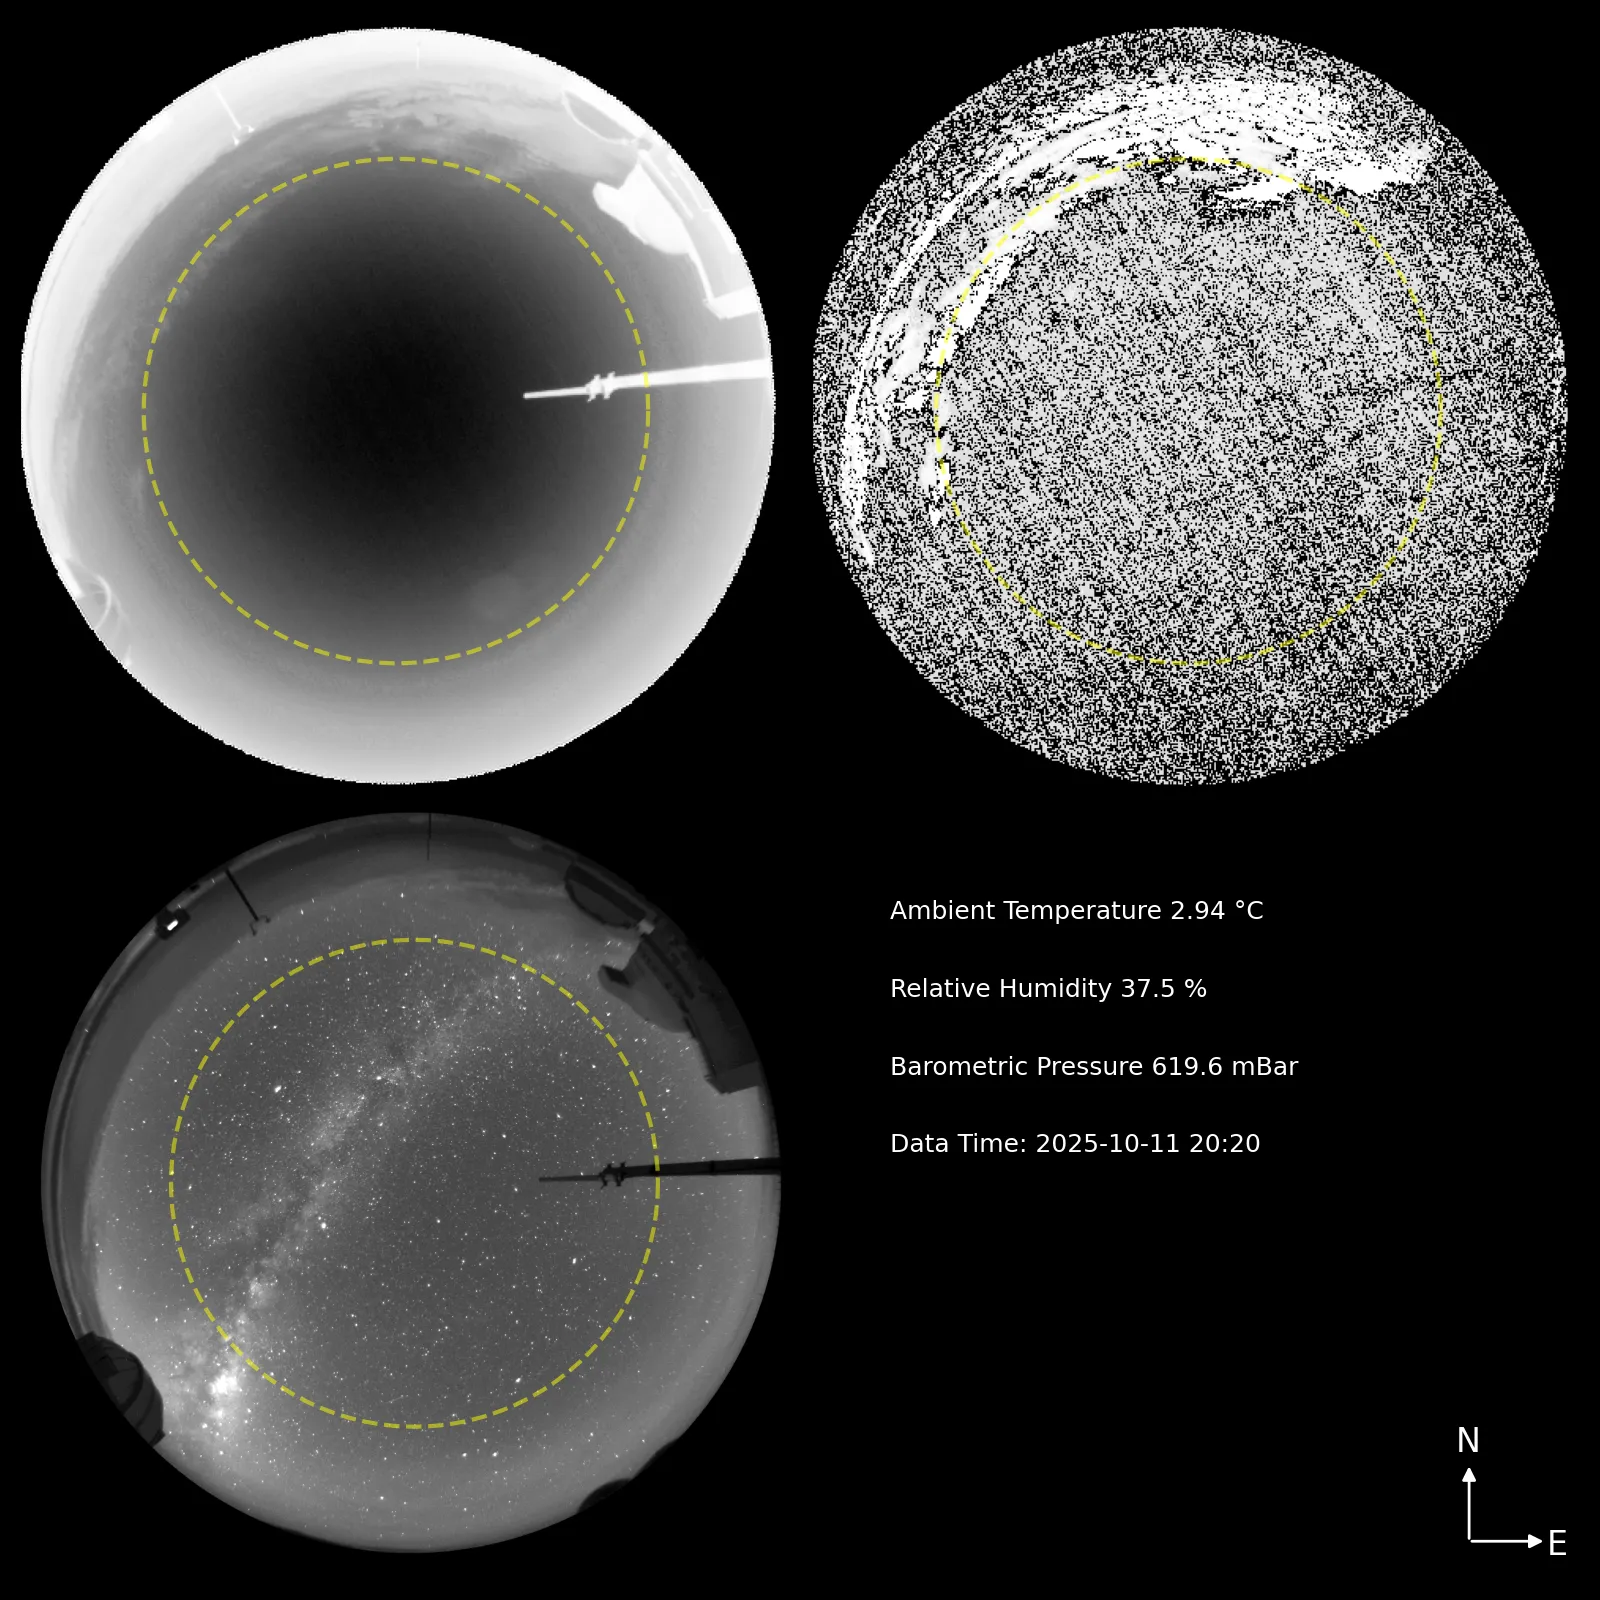 Ambient Temperature 2.94 °C
Relative Humidity 37.5 %
Barometric Pressure 619.6 mBar
Data Time: 2025-10-11 20:20
N
E